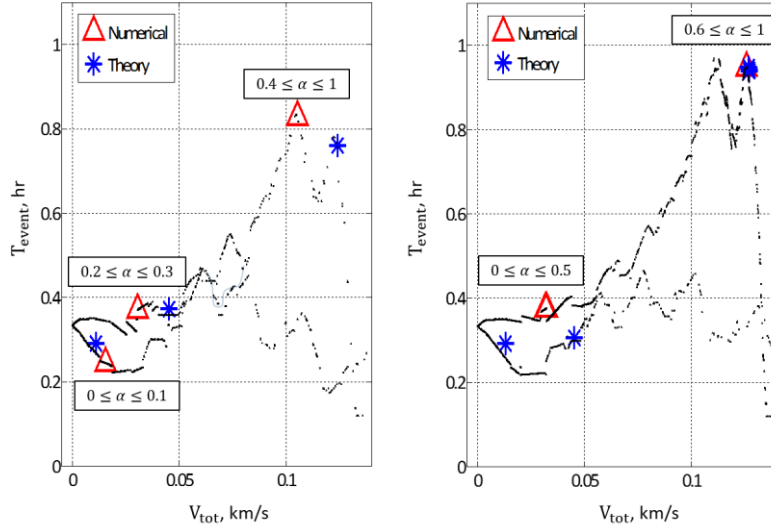 1
0.8
0.6
0.4
0.2
0
T_event, hr
Numerical
Theory
0.4 ≤ α ≤ 1
0.2 ≤ α ≤ 0.3
0 ≤ α ≤ 0.1
0
0.05
0.1
V_tot, km/s
1
0.8
0.6
0.4
0.2
0
T_event, hr
Numerical
Theory
0.6 ≤ α ≤ 1
0 ≤ α ≤ 0.5
0
0.05
0.1
V_tot, km/s